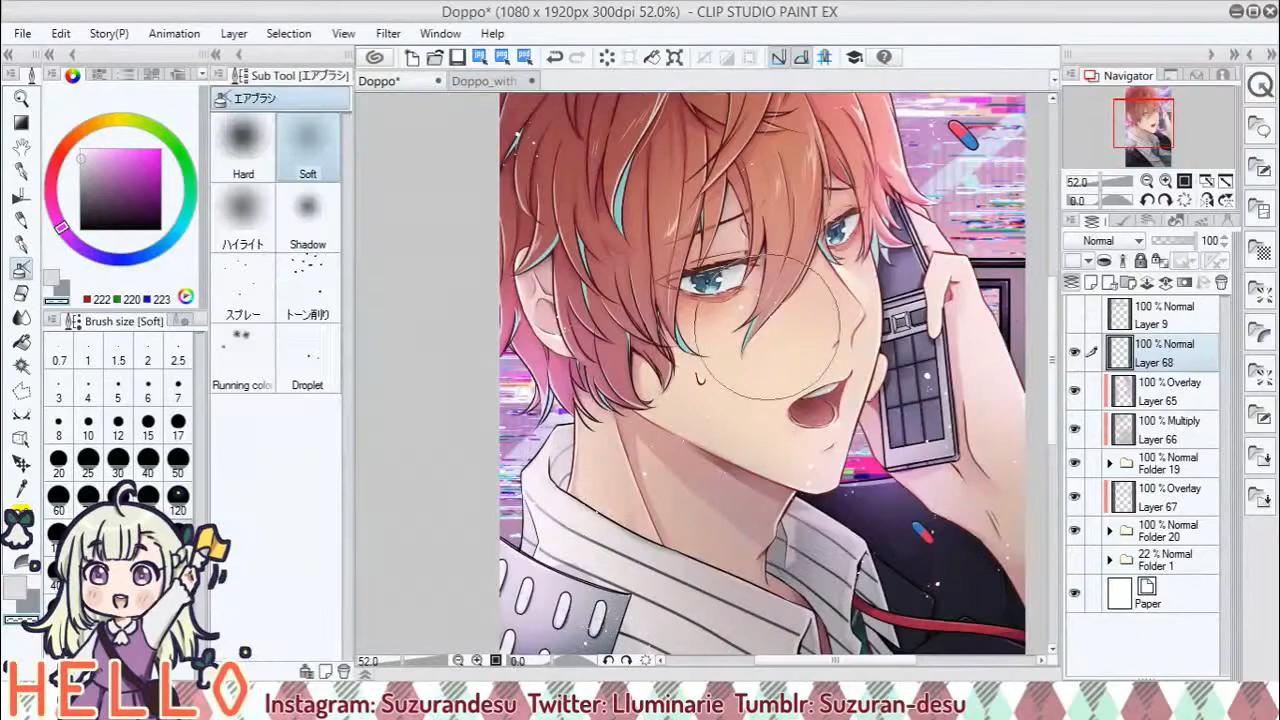 Doppo* (1080 x 1920px 300dpi 52.0%) - CLIP STUDIO PAINT EX
File Edit Story(P) Animation Layer Selection View Filter Window Help
Doppo* Doppo_with
Sub Tool [エアブラシ]
エアブラシ
Hard Soft
ハイライト Shadow
スプレー トーン削り
Running colo Droplet
222 220 223
Brush size [Soft]
0.7 1 1.5 2 2.5
3 4 5 6 7
8 10 12 15 17
20 25 30 40 50
60 120
Navigator
52.0
0.0
Normal 100
100 % Normal
Layer 9
100 % Normal
Layer 68
100 % Overlay
Layer 65
100 % Multiply
Layer 66
100 % Normal
Folder 19
100 % Overlay
Layer 67
100 % Normal
Folder 20
22 % Normal
Folder 1
Paper
52.0 0.0
HELLO
Instagram: Suzurandesu Twitter: Lluminarie Tumblr: Suzuran-desu